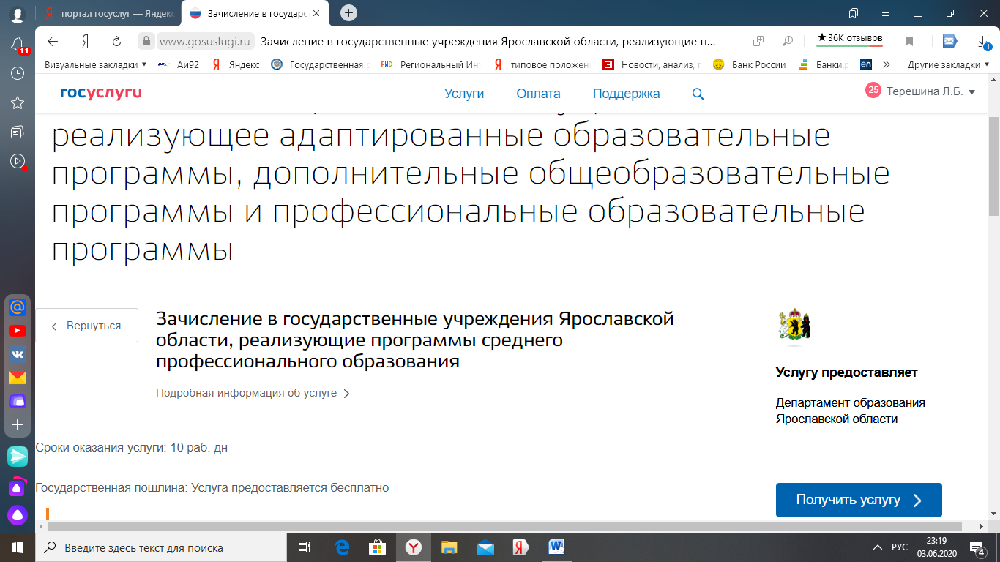 портал госуслуг — Яндекс
Зачисление в государст
11
www.gosuslugi.ru
Зачисление в государственные учреждения Ярославской области, реализующие п...
★36K отзывов
1
Визуальные закладки ▼
Аи92
Яндекс
Государственная
РИД
Региональный Инт
типовое положен
Новости, анализ,
Банк России
Банки.р
Другие закладки ▼
госуслуги
Услуги
Оплата
Поддержка
25
Терешина Л.Б. ▼
реализующее адаптированные образовательные
программы, дополнительные общеобразовательные
программы и профессиональные образовательные
программы
Вернуться
Зачисление в государственные учреждения Ярославской
области, реализующие программы среднего
профессионального образования
Подробная информация об услуге
Услугу предоставляет
Департамент образования
Ярославской области
Сроки оказания услуги: 10 раб. дн
Государственная пошлина: Услуга предоставляется бесплатно
Получить услугу
Введите здесь текст для поиска
РУС
23:19
03.06.2020
4